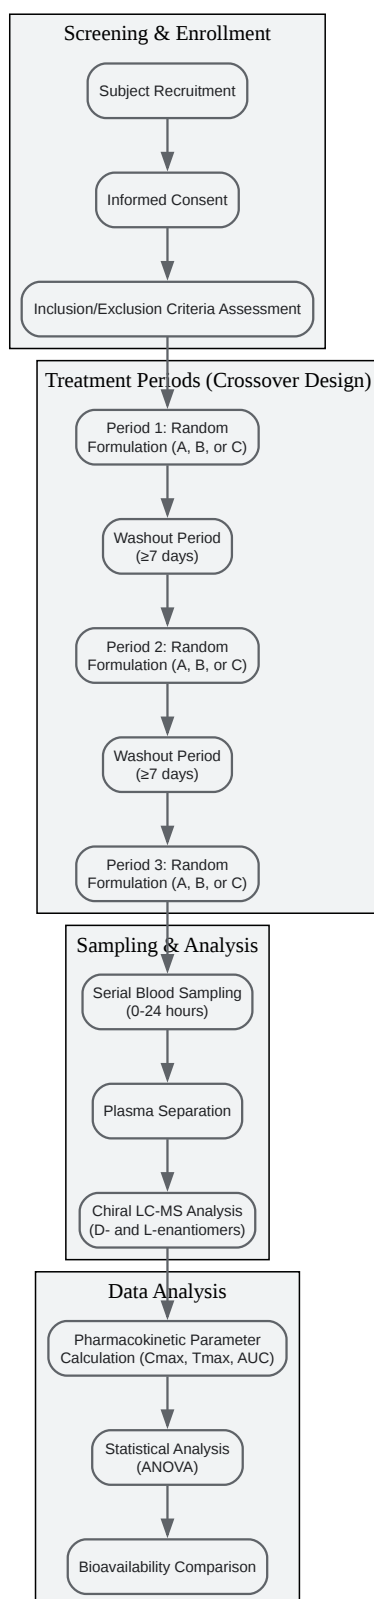 Screening & Enrollment
Subject Recruitment
Informed Consent
Inclusion/Exclusion Criteria Assessment
Treatment Periods (Crossover Design)
Period 1: Random
Formulation (A, B, or C)
Washout Period
(≥7 days)
Period 2: Random
Formulation (A, B, or C)
Washout Period
(≥7 days)
Period 3: Random
Formulation (A, B, or C)
Sampling & Analysis
Serial Blood Sampling
(0-24 hours)
Plasma Separation
Chiral LC-MS Analysis
(D- and L-enantiomers)
Data Analysis
Pharmacokinetic Parameter
Calculation (Cmax, Tmax, AUC)
Statistical Analysis
(ANOVA)
Bioavailability Comparison